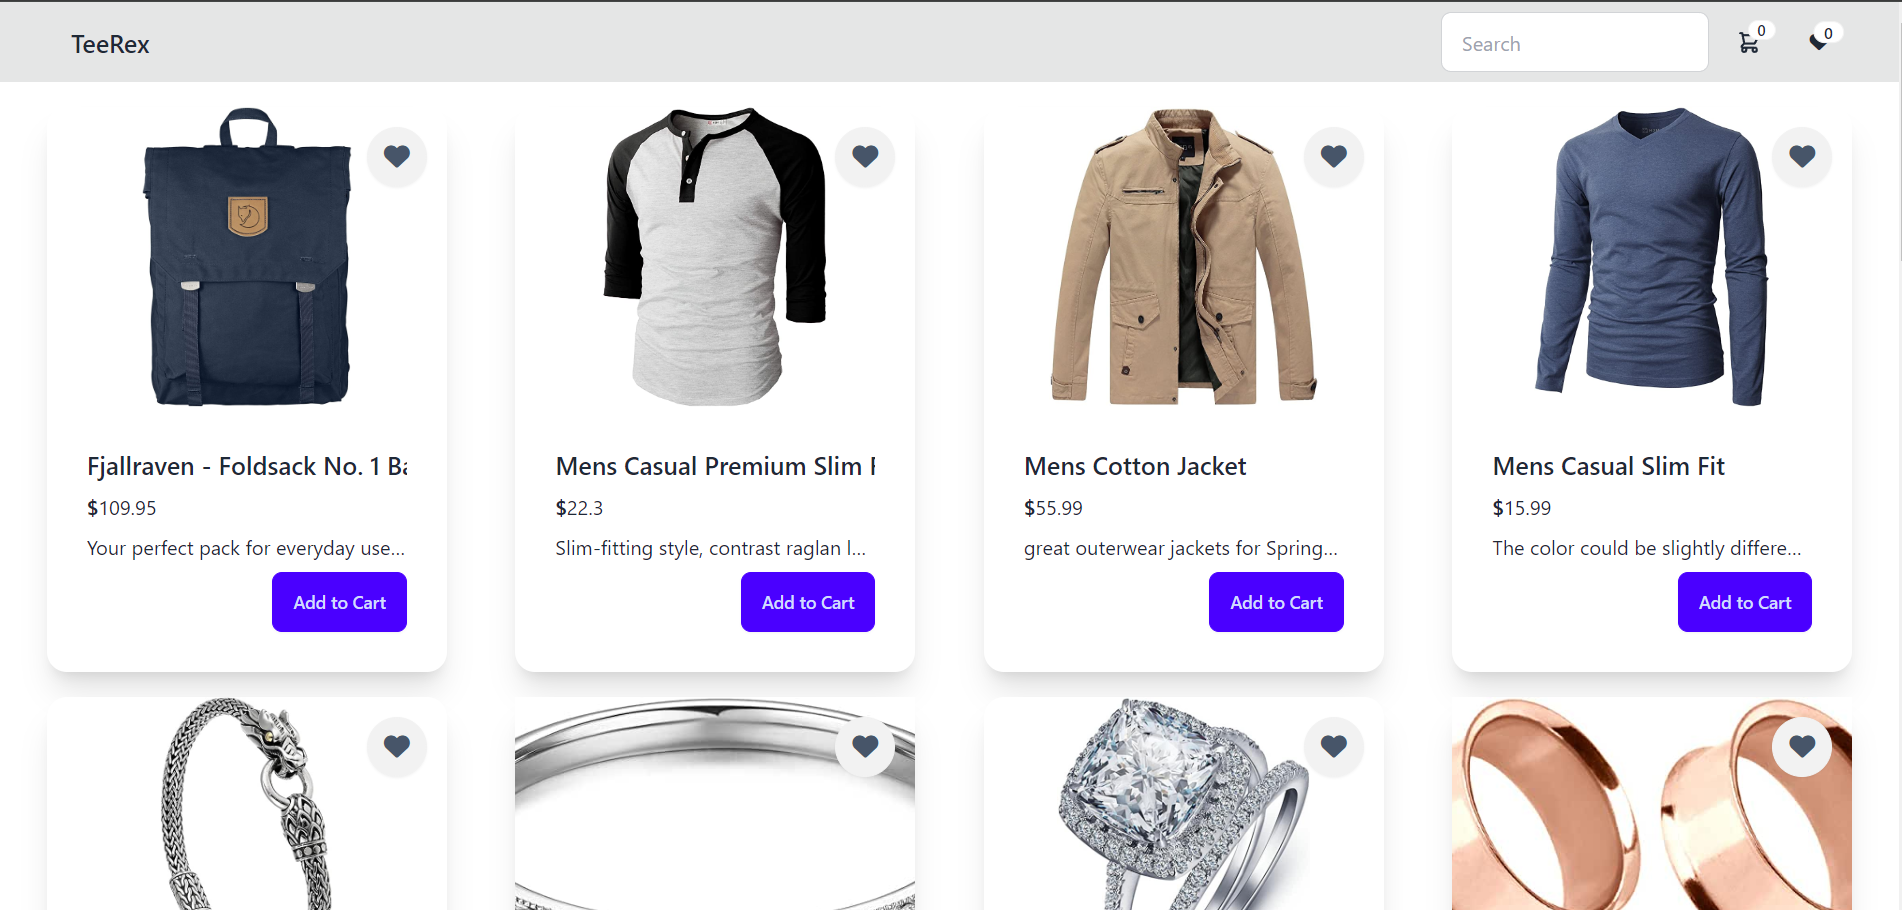 TeeRex
Search
0
0
Fjallraven - Foldsack No. 1 Ba
$109.95
Your perfect pack for everyday use...
Add to Cart
Mens Casual Premium Slim F
$22.3
Slim-fitting style, contrast raglan l...
Add to Cart
Mens Cotton Jacket
$55.99
great outerwear jackets for Spring...
Add to Cart
Mens Casual Slim Fit
$15.99
The color could be slightly differe...
Add to Cart